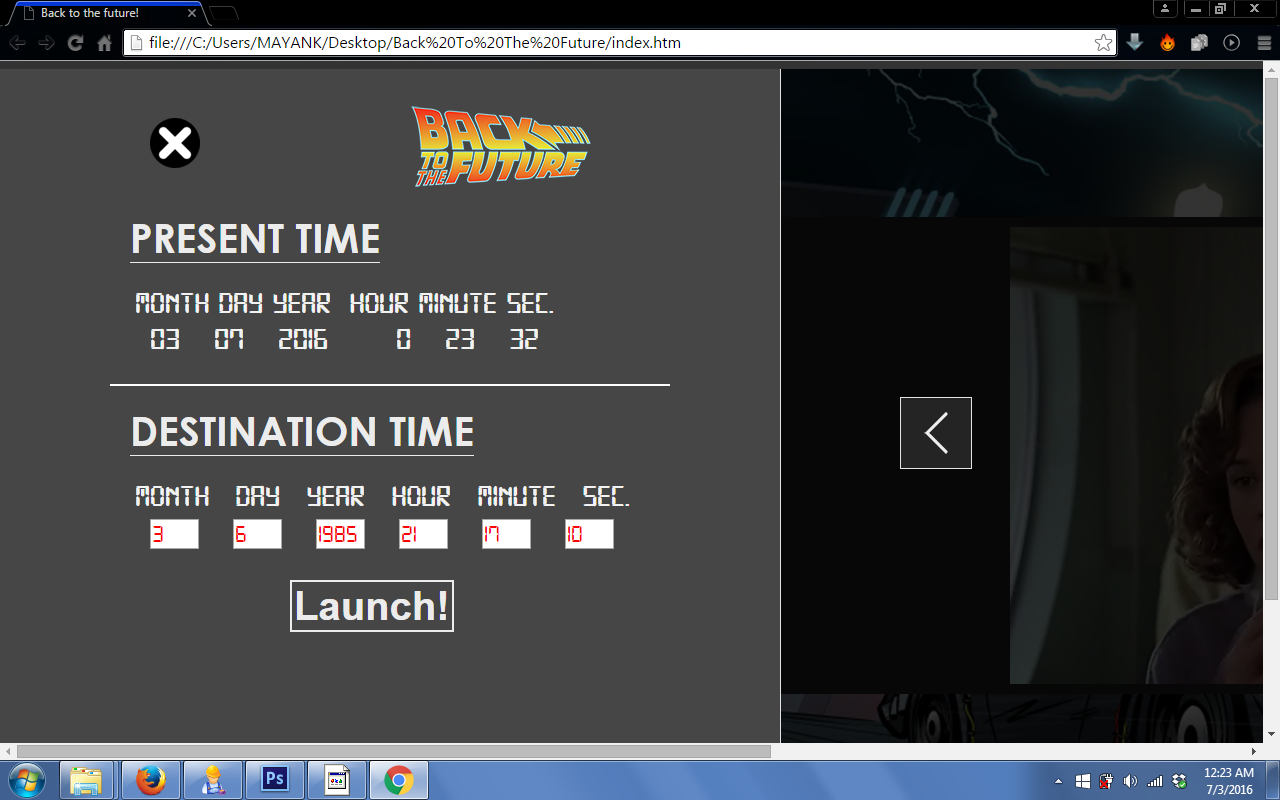 Back to the future!
file:///C:/Users/MAYANK/Desktop/Back%20To%20The%20Future/index.htm
BACK
TO
THE FUTURE
PRESENT TIME
MONTH DAY YEAR HOUR MINUTE SEC.
03 07 2016 0 23 32
DESTINATION TIME
MONTH DAY YEAR HOUR MINUTE SEC.
3 6 1985 21 17 10
Launch!
Ps
12:23 AM
7/3/2016